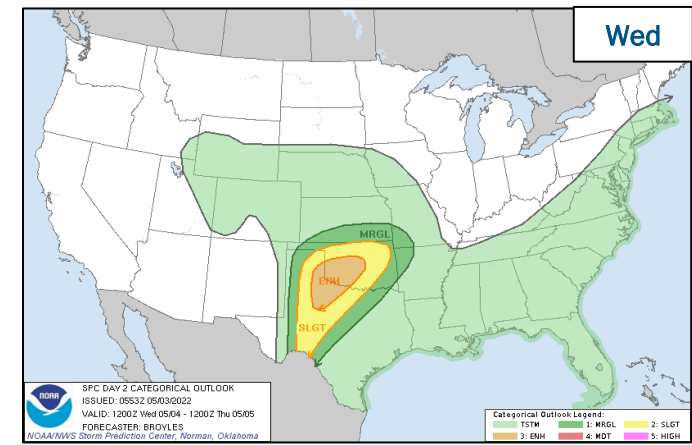 Wed
MRGL
ENH
SLGT
NOAA
SPC DAY 2 CATEGORICAL OUTLOOK
ISSUED: 0553Z 05/03/2022
VALID: 1200Z Wed 05/04 - 1200Z Thu 05/05
FORECASTER: BROYLES
NOAA/NWS Storm Prediction Center, Norman, Oklahoma
Categorical Outlook Legend:
1: TSTM 1: MRGL 2: SLGT
3: ENH 4: MDT 5: HIGH